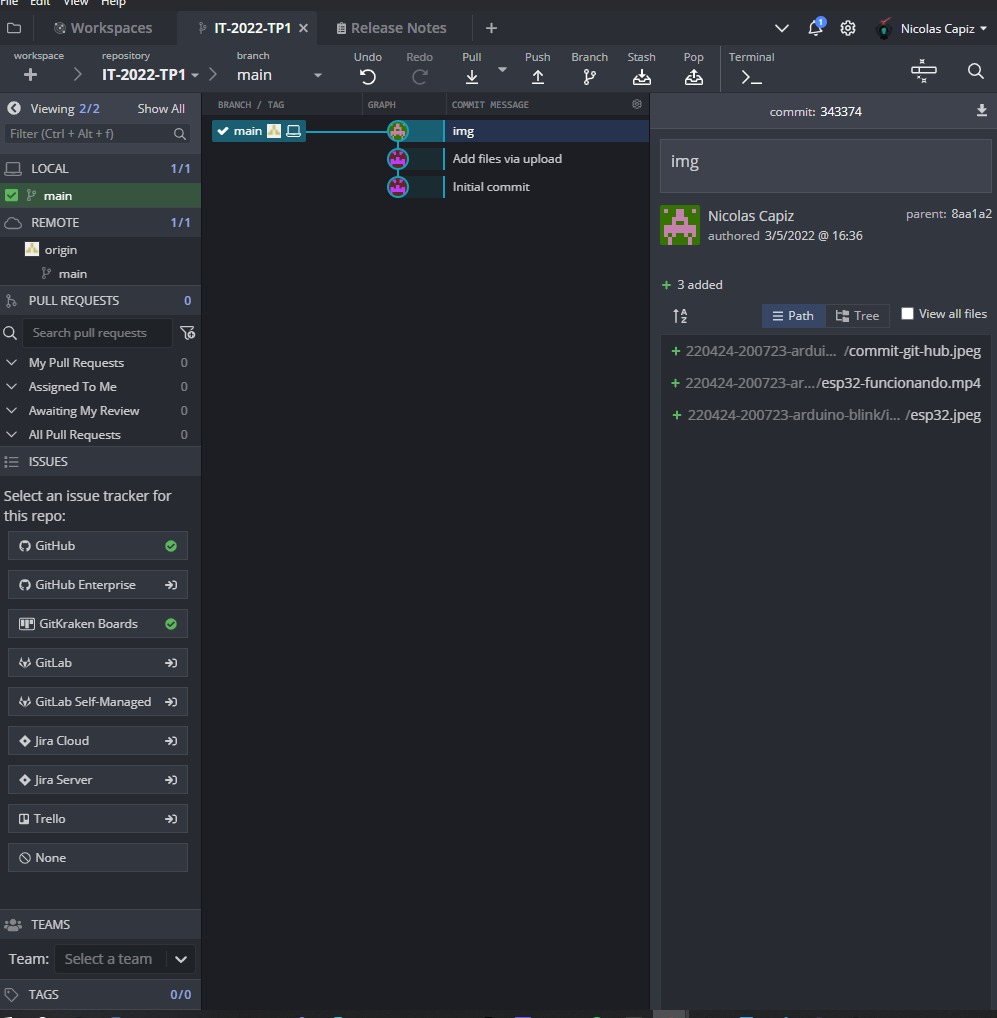 File Edit View Help
Workspaces IT-2022-TP1 Release Notes
1 Nicolas Capiz
workspace repository branch
IT-2022-TP1 main
Undo Redo Pull Push Branch Stash Pop Terminal
Viewing 2/2 Show All
Filter (Ctrl + Alt + f)
LOCAL 1/1
main
REMOTE 1/1
origin
main
PULL REQUESTS 0
Search pull requests
My Pull Requests 0
Assigned To Me 0
Awaiting My Review 0
All Pull Requests 0
ISSUES
Select an issue tracker for
this repo:
GitHub
GitHub Enterprise
GitKraken Boards
GitLab
GitLab Self-Managed
Jira Cloud
Jira Server
Trello
None
TEAMS
Team: Select a team
TAGS 0/0
BRANCH / TAG GRAPH COMMIT MESSAGE
main img
Add files via upload
Initial commit
commit: 343374
img
Nicolas Capiz parent: 8aa1a2
authored 3/5/2022 @ 16:36
3 added
Path Tree View all files
220424-200723-ardui... /commit-git-hub.jpeg
220424-200723-ar.../esp32-funcionando.mp4
220424-200723-arduino-blink/i... /esp32.jpeg